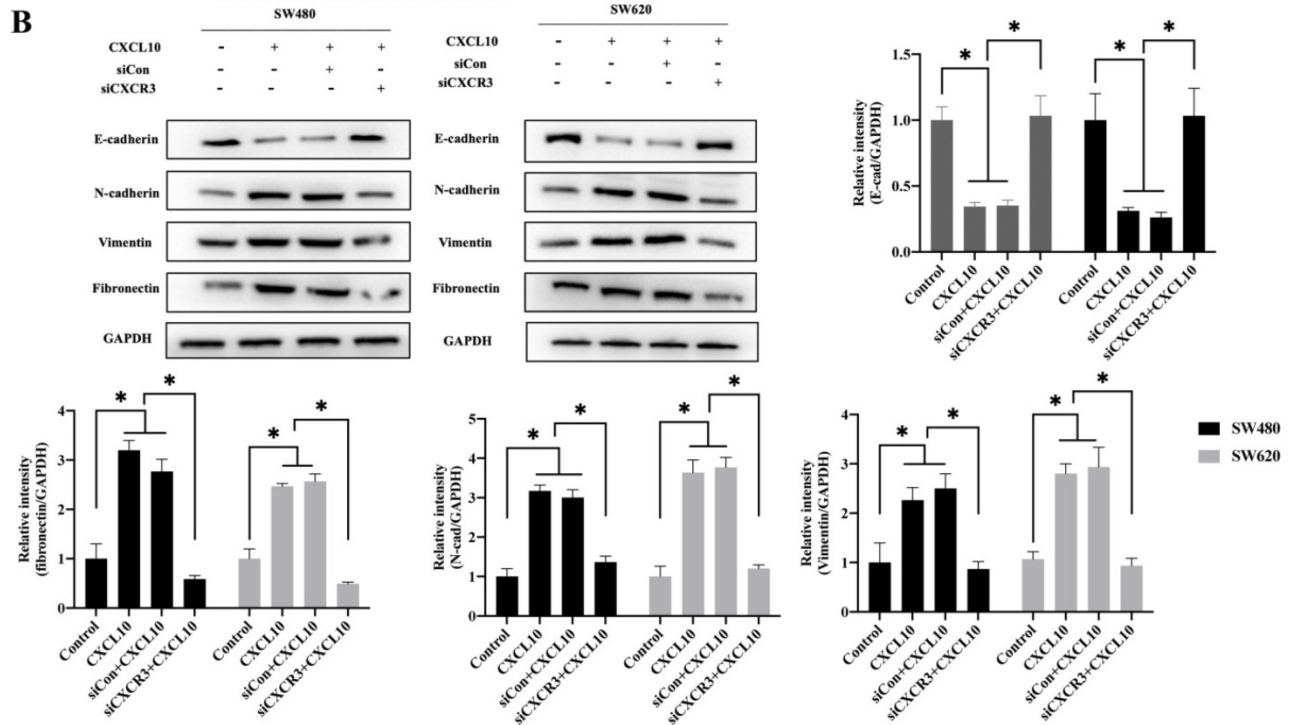 B
SW480
CXCL10 - + + +
siCon - - + -
siCXCR3 - - - +
E-cadherin
N-cadherin
Vimentin
Fibronectin
GAPDH
SW620
CXCL10 - + + +
siCon - - + -
siCXCR3 - - - +
E-cadherin
N-cadherin
Vimentin
Fibronectin
GAPDH
Relative intensity
(E-cad/GAPDH)
1.5
1.0
0.5
0.0
* * * *
Control
CXCL10
siCon+CXCL10
siCXCR3+CXCL10
Control
CXCL10
siCon+CXCL10
siCXCR3+CXCL10
Relative intensity
(fibronectin/GAPDH)
4
3
2
1
0
* * * *
Control
CXCL10
siCon+CXCL10
siCXCR3+CXCL10
Control
CXCL10
siCon+CXCL10
siCXCR3+CXCL10
Relative intensity
(N-cad/GAPDH)
5
4
3
2
1
0
* * * *
Control
CXCL10
siCon+CXCL10
siCXCR3+CXCL10
Control
CXCL10
siCon+CXCL10
siCXCR3+CXCL10
Relative intensity
(Vimentin/GAPDH)
4
3
2
1
0
* * * *
Control
CXCL10
siCon+CXCL10
siCXCR3+CXCL10
Control
CXCL10
siCon+CXCL10
siCXCR3+CXCL10
SW480
SW620